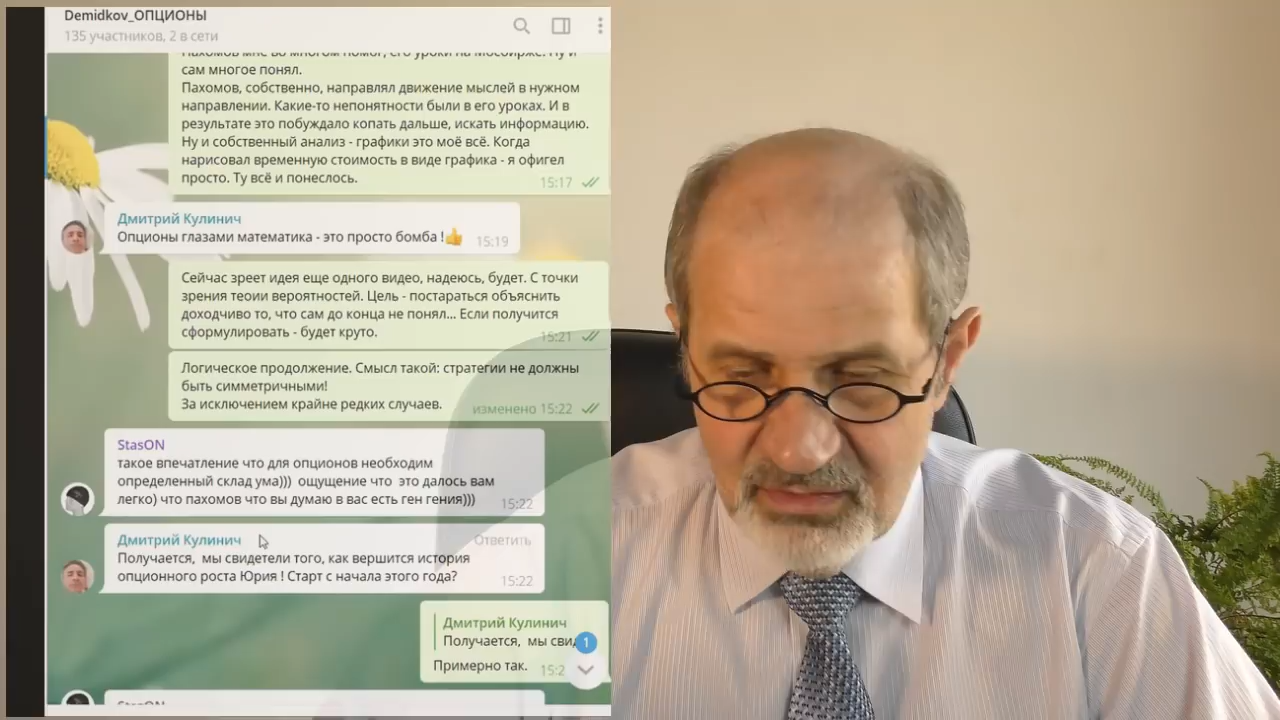 Demidkov_ОПЦИОНЫ
135 участников, 2 в сети
Пахомов мне во многом помог, его уроки на Мосбирже. Ну и
сам многое понял.
Пахомов, собственно, направлял движение мыслей в нужном
направлении. Какие-то непонятности были в его уроках. И в
результате это побуждало копать дальше, искать информацию.
Ну и собственный анализ - графики это моё всё. Когда
нарисовал временную стоимость в виде графика - я офигел
просто. Ту всё и понеслось.
15:17
Дмитрий Кулинич
Опционы глазами математика - это просто бомба !👍
15:19
Сейчас зреет идея еще одного видео, надеюсь, будет. С точки
зрения теоии вероятностей. Цель - постараться объяснить
доходчиво то, что сам до конца не понял... Если получится
сформулировать - будет круто.
15:21
Логическое продолжение. Смысл такой: стратегии не должны
быть симметричными!
За исключением крайне редких случаев.
изменено 15:22
StasON
такое впечатление что для опционов необходим
определенный склад ума))) ощущение что это далось вам
легко) что пахомов что вы думаю в вас есть ген гения)))
15:22
Дмитрий Кулинич
Ответить
Получается, мы свидетели того, как вершится история
опционного роста Юрия ! Старт с начала этого года?
15:22
Дмитрий Кулинич
Получается, мы свид
1
Примерно так.
15:2
StasON